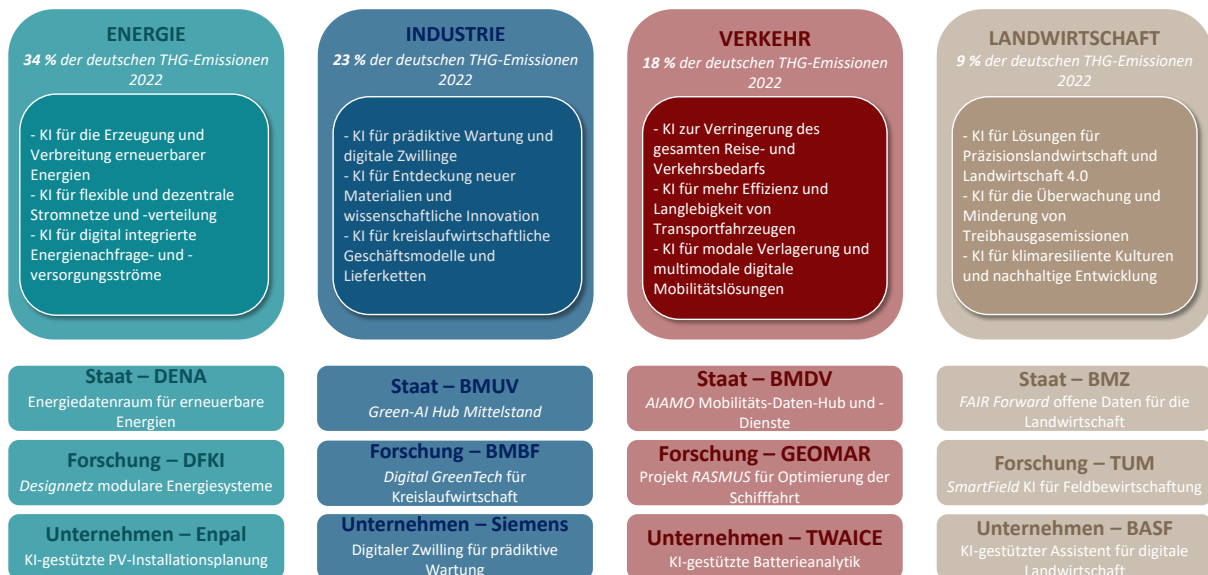 ENERGIE
34 % der deutschen THG-Emissionen
2022
- KI für die Erzeugung und
Verbreitung erneuerbarer
Energien
- KI für flexible und dezentrale
Stromnetze und -verteilung
- KI für digital integrierte
Energienachfrage- und -
versorgungsströme
INDUSTRIE
23 % der deutschen THG-Emissionen
2022
- KI für prädiktive Wartung und
digitale Zwillinge
- KI für Entdeckung neuer
Materialien und
wissenschaftliche Innovation
- KI für kreislaufwirtschaftliche
Geschäftsmodelle und
Lieferketten
VERKEHR
18 % der deutschen THG-Emissionen
2022
- KI zur Verringerung des
gesamten Reise- und
Verkehrsbedarfs
- KI für mehr Effizienz und
Langlebigkeit von
Transportfahrzeugen
- KI für modale Verlagerung und
multimodale digitale
Mobilitätslösungen
LANDWIRTSCHAFT
9 % der deutschen THG-Emissionen
2022
- KI für Lösungen für
Präzisionslandwirtschaft und
Landwirtschaft 4.0
- KI für die Überwachung und
Minderung von
Treibhausgasemissionen
- KI für klimaresiliente Kulturen
und nachhaltige Entwicklung
Staat – DENA
Energiedatenraum für erneuerbare
Energien
Staat – BMUV
Green-AI Hub Mittelstand
Staat – BMDV
AIAMO Mobilitäts-Daten-Hub und -
Dienste
Staat – BMZ
FAIR Forward offene Daten für die
Landwirtschaft
Forschung – DFKI
Designnetz modulare Energiesysteme
Forschung – BMBF
Digital GreenTech für
Kreislaufwirtschaft
Forschung – GEOMAR
Projekt RASMUS für Optimierung der
Schifffahrt
Forschung – TUM
SmartField KI für Feldbewirtschaftung
Unternehmen – Enpal
KI-gestützte PV-Installationsplanung
Unternehmen – Siemens
Digitaler Zwilling für prädiktive
Wartung
Unternehmen – TWAICE
KI-gestützte Batterieanalytik
Unternehmen – BASF
KI-gestützter Assistent für digitale
Landwirtschaft